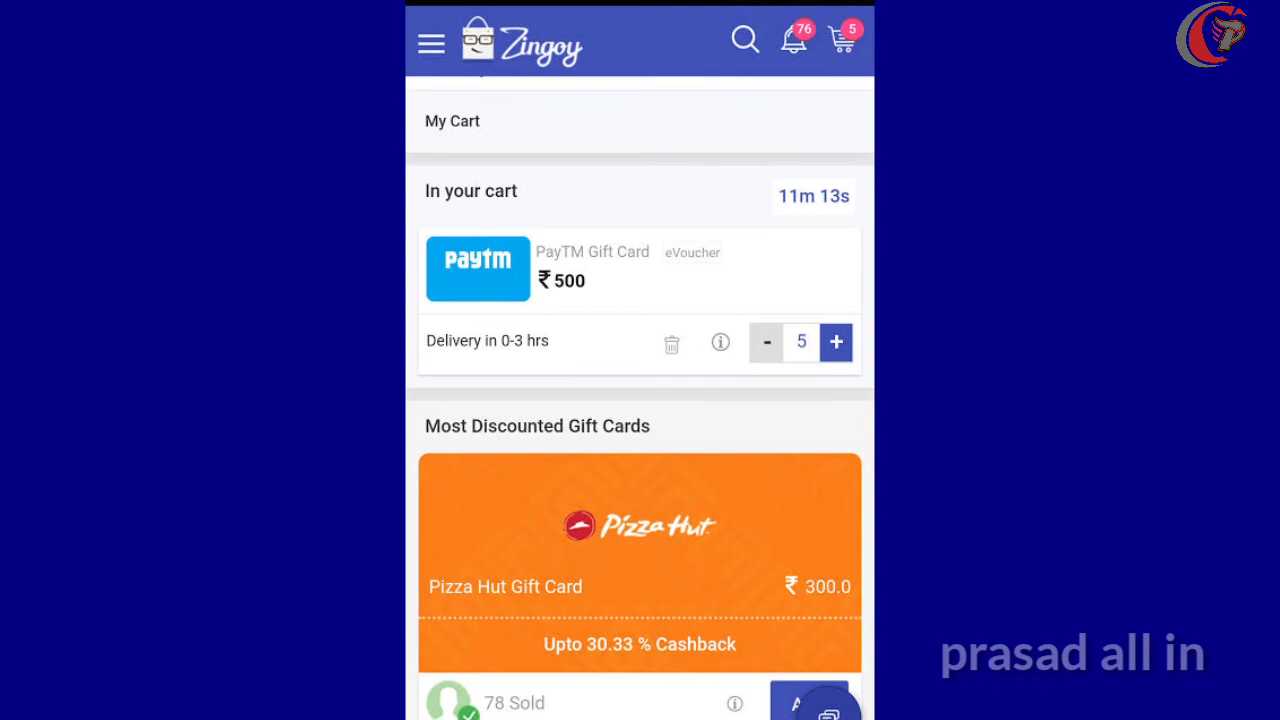 Zingoy
76
5
My Cart
In your cart
11m 13s
paytm
PayTM Gift Card eVoucher
₹500
Delivery in 0-3 hrs
- 5 +
Most Discounted Gift Cards
Pizza Hut
Pizza Hut Gift Card
₹ 300.0
Upto 30.33 % Cashback
78 Sold
prasad all in